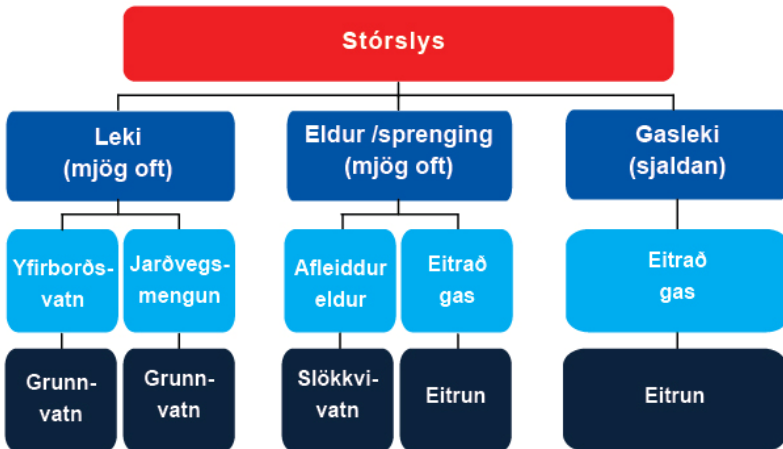 Stórslys
Leki
(mjög oft)
Eldur /sprenging
(mjög oft)
Gasleki
(sjaldan)
Yfirborðs-
vatn
Jarðvegs-
mengun
Afleiddur
eldur
Eitrað
gas
Eitrað
gas
Grunn-
vatn
Grunn-
vatn
Slökkvi-
vatn
Eitrun
Eitrun